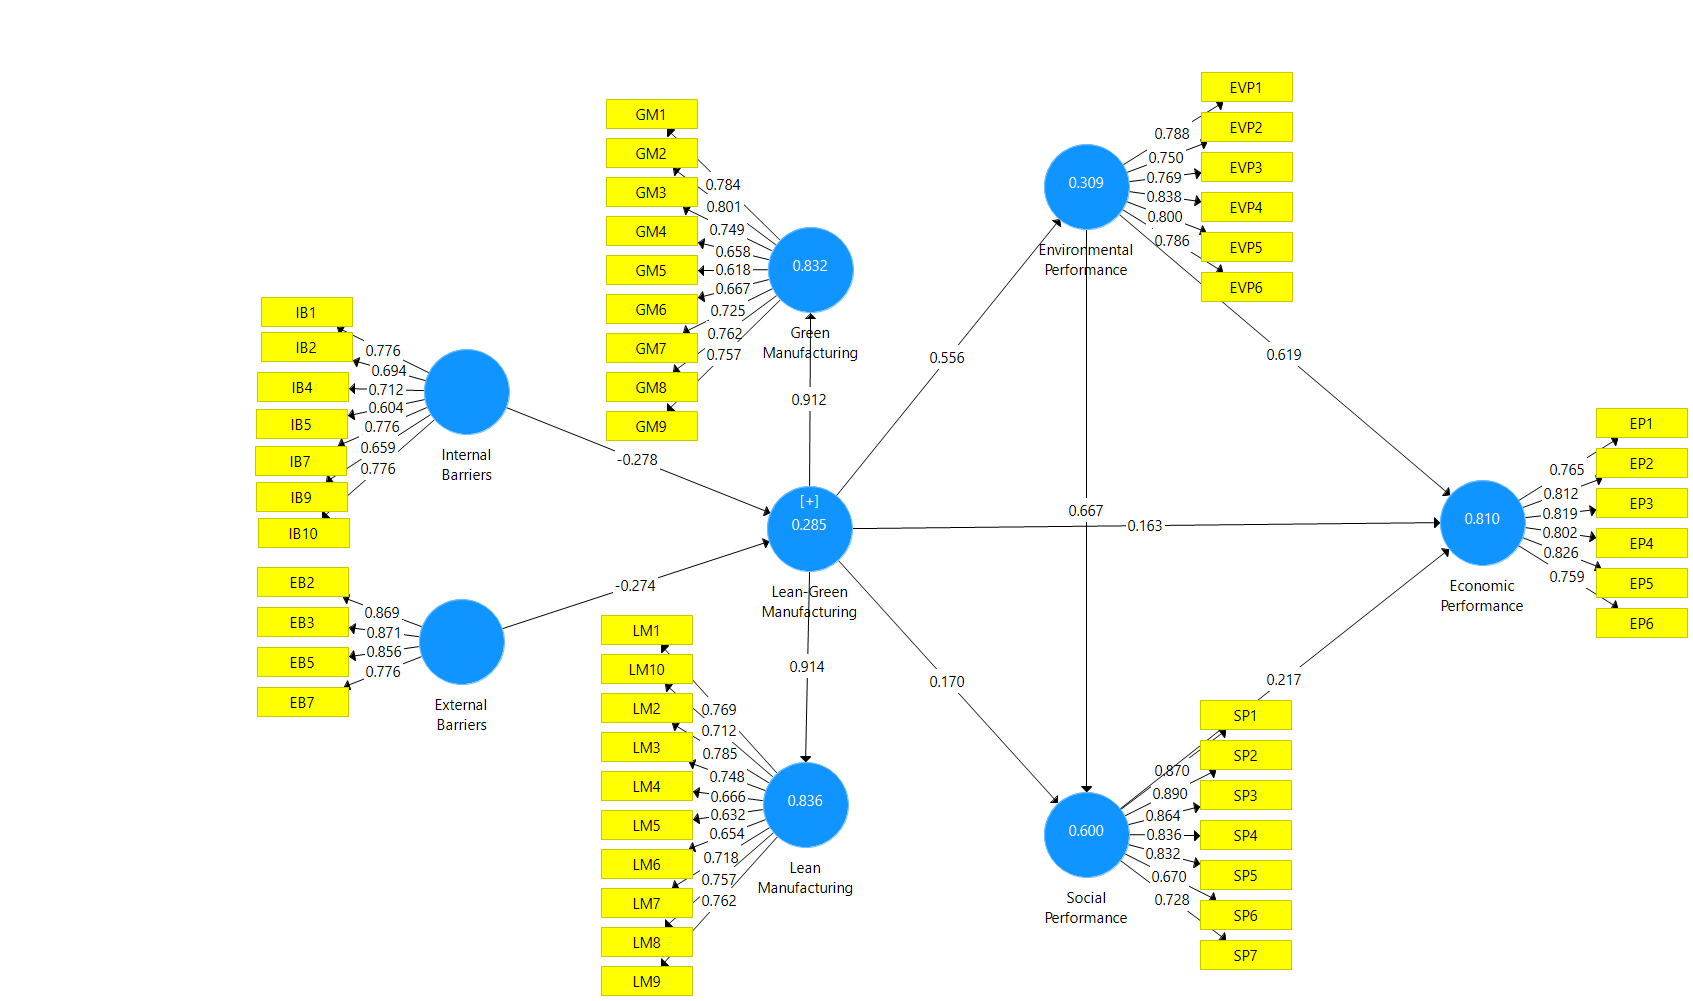 GM1
GM2
GM3
GM4
GM5
GM6
GM7
GM8
GM9
0.784
0.801
0.749
0.658
0.618
0.667
0.725
0.762
0.757
0.832
Green
Manufacturing
0.912
IB1
IB2
IB4
IB5
IB7
IB9
IB10
0.776
0.694
0.712
0.604
0.776
0.659
0.776
Internal
Barriers
-0.278
EB2
EB3
EB5
EB7
0.869
0.871
0.856
0.776
External
Barriers
-0.274
[+]
0.285
Lean-Green
Manufacturing
0.914
LM1
LM10
LM2
LM3
LM4
LM5
LM6
LM7
LM8
LM9
0.769
0.712
0.785
0.748
0.666
0.632
0.654
0.718
0.757
0.762
0.836
Lean
Manufacturing
0.556
0.163
0.170
0.309
Environmental
Performance
0.788
0.750
0.769
0.838
0.800
0.786
EVP1
EVP2
EVP3
EVP4
EVP5
EVP6
0.667
0.619
0.600
Social
Performance
0.870
0.890
0.864
0.836
0.832
0.670
0.728
SP1
SP2
SP3
SP4
SP5
SP6
SP7
0.217
0.810
Economic
Performance
0.765
0.812
0.819
0.802
0.826
0.759
EP1
EP2
EP3
EP4
EP5
EP6